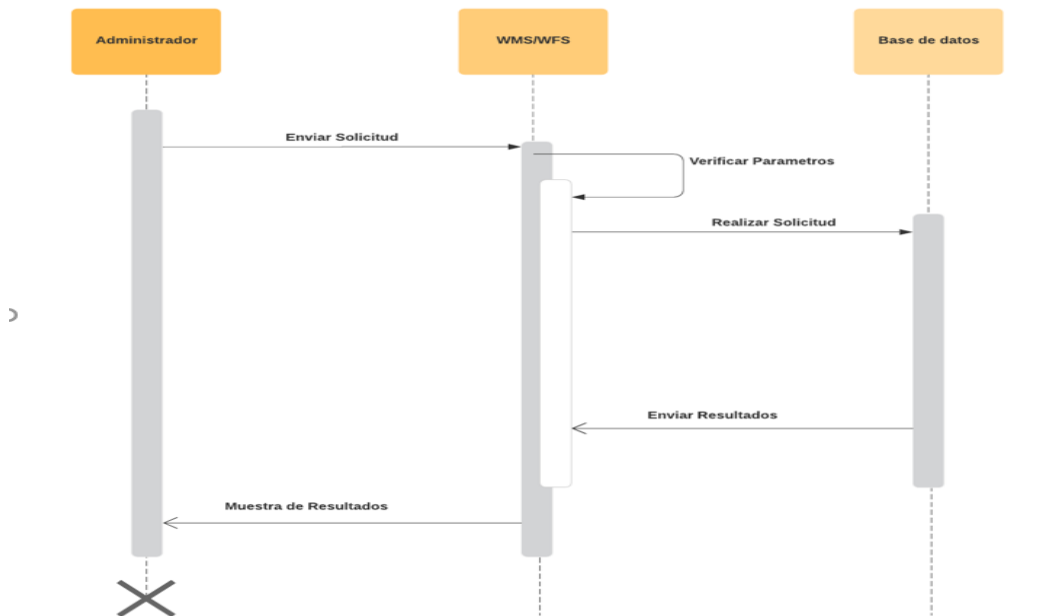 Administrador
WMS/WFS
Base de datos
Enviar Solicitud
Verificar Parametros
Realizar Solicitud
Enviar Resultados
Muestra de Resultados